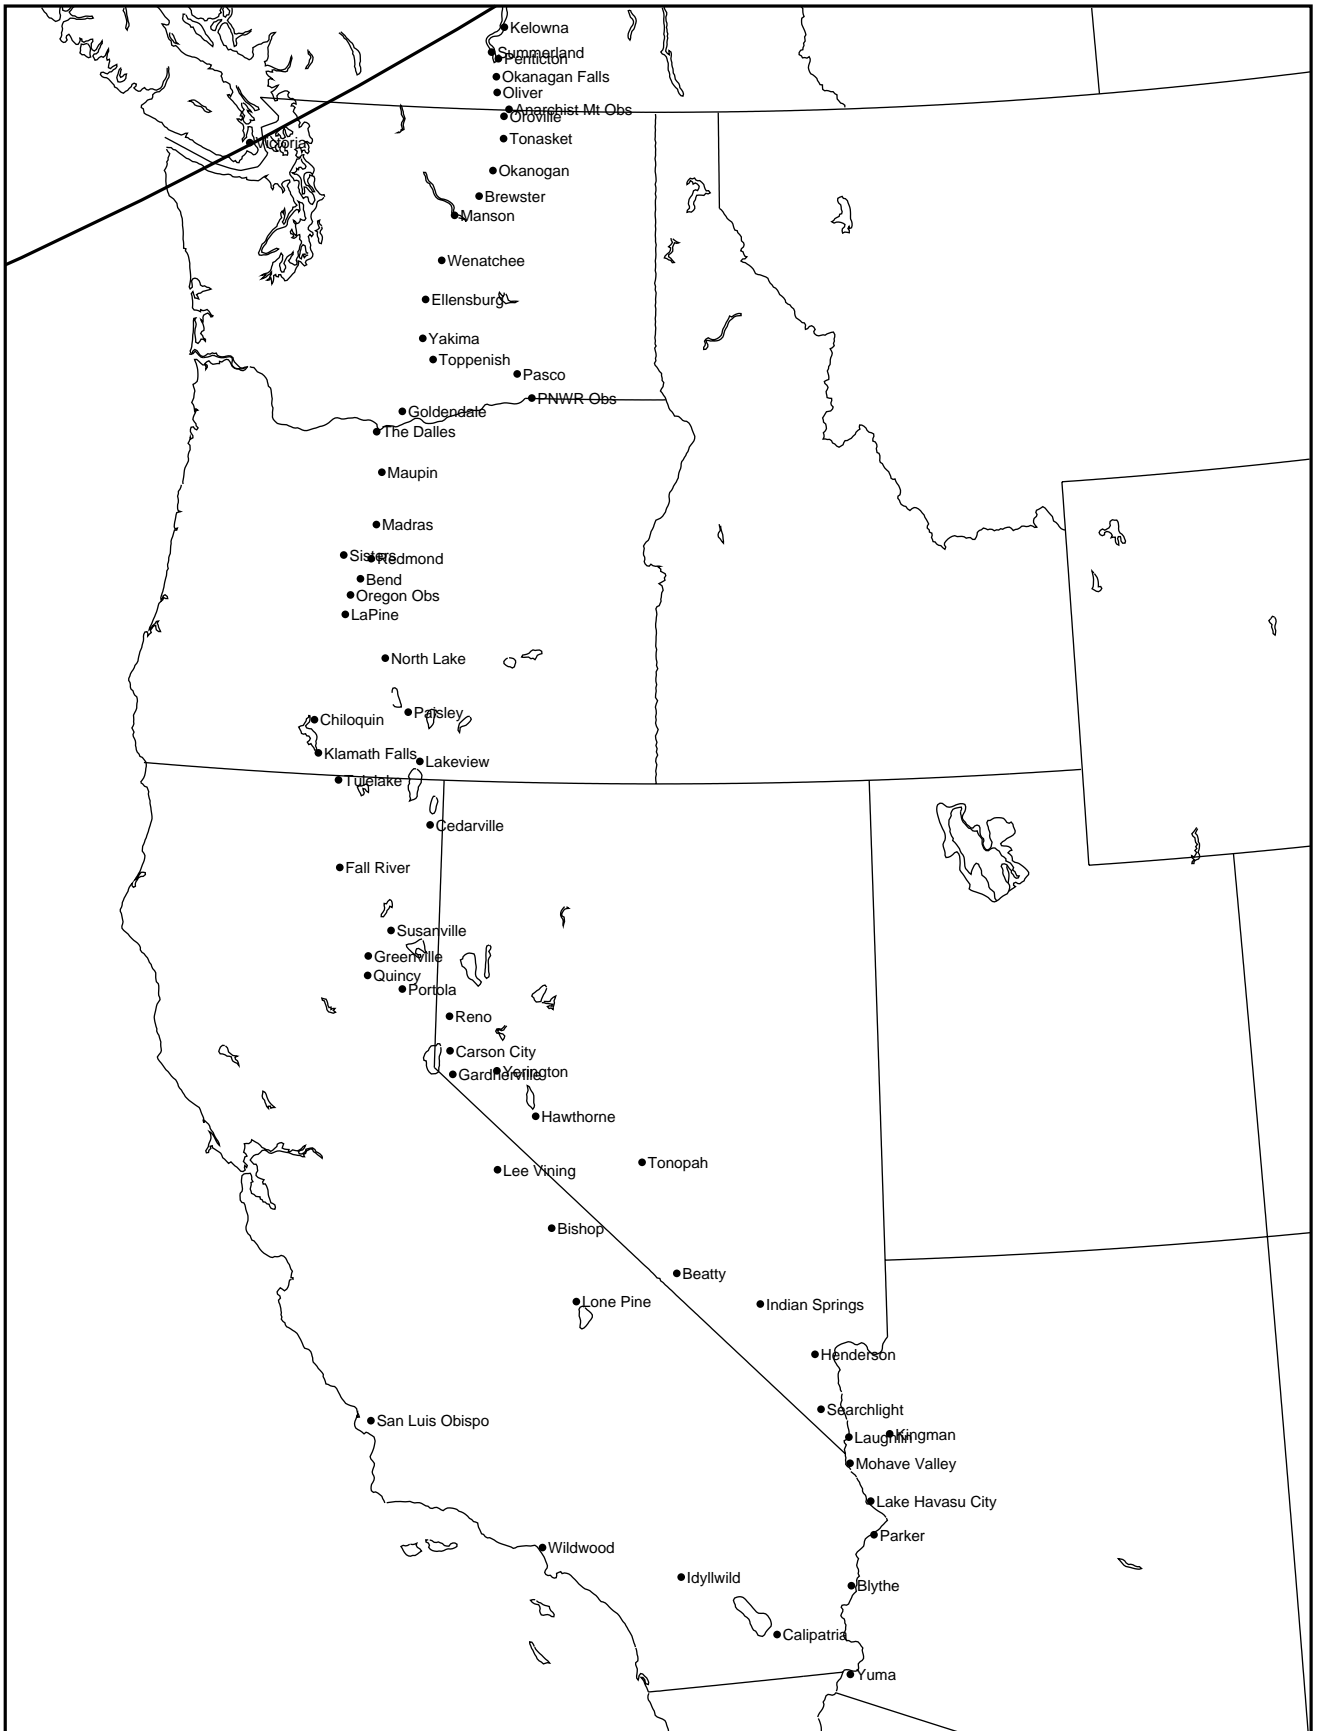 Kelowna
Summerland
Penticton
Okanagan Falls
Oliver
Anarchist Mt Obs
Oroville
Tonasket
Victoria
Okanogan
Brewster
Manson
Wenatchee
Ellensburg
Yakima
Toppenish
Pasco
PNWR Obs
Goldendale
The Dalles
Maupin
Madras
Sisters
Redmond
Bend
Oregon Obs
LaPine
North Lake
Paisley
Chiloquin
Klamath Falls
Lakeview
Tulelake
Cedarville
Fall River
Susanville
Greenville
Quincy
Portola
Reno
Carson City
Yerington
Gardnerville
Hawthorne
Tonopah
Lee Vining
Bishop
Beatty
Lone Pine
Indian Springs
Henderson
Searchlight
San Luis Obispo
Kingman
Laughlin
Mohave Valley
Lake Havasu City
Parker
Wildwood
Idyllwild
Blythe
Calipatria
Yuma